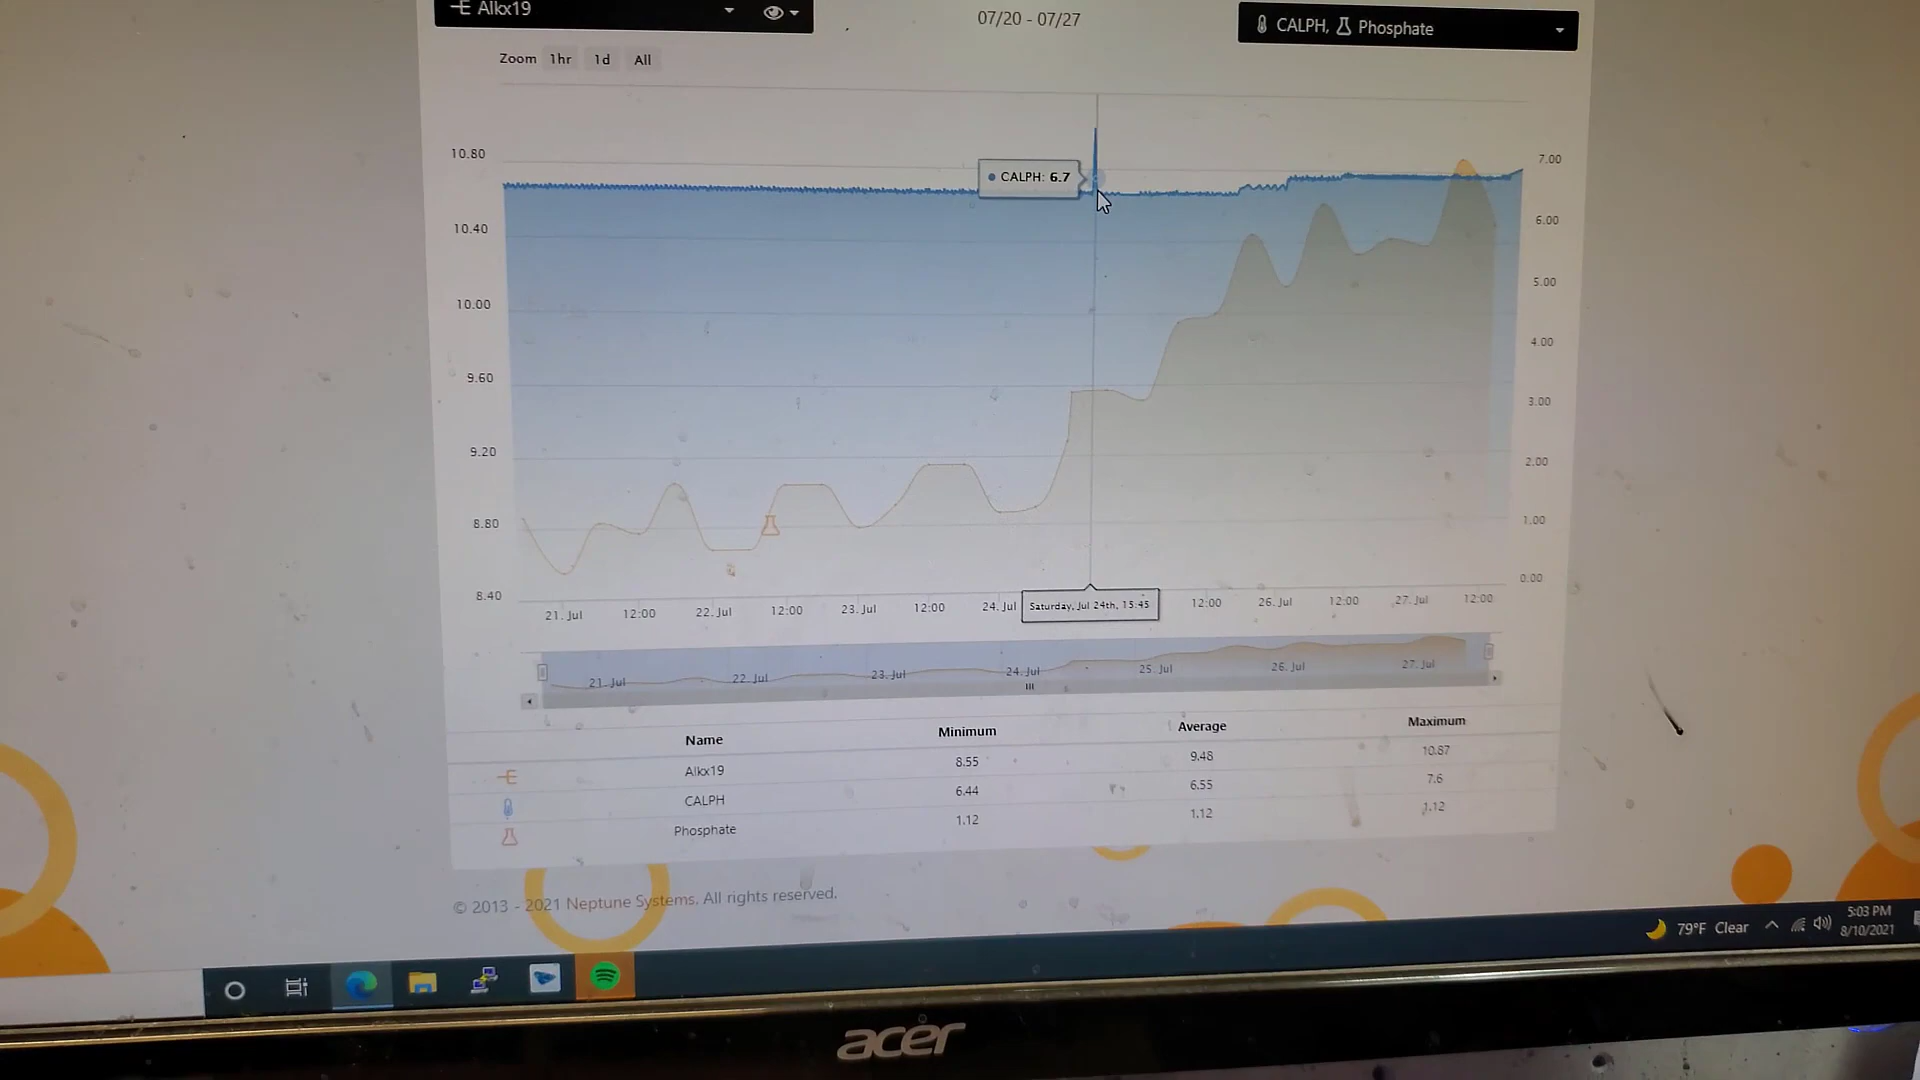 Alkx19
07/20 - 07/27
CALPH, Phosphate
Zoom 1hr 1d All
10.80
10.40
10.00
9.60
9.20
8.80
8.40
CALPH: 6.7
7.00
6.00
5.00
4.00
3.00
2.00
1.00
0.00
21. Jul 12:00 22. Jul 12:00 23. Jul 12:00 24. Jul 12:00 26. Jul 12:00 27. Jul 12:00
Saturday, Jul 24th, 15:45
21. Jul 22. Jul 23. Jul 24. Jul 25. Jul 26. Jul 27. Jul
Name Minimum Average Maximum
Alkx19 8.55 9.48 10.87
CALPH 6.44 6.55 7.6
Phosphate 1.12 1.12 1.12
© 2013 - 2021 Neptune Systems. All rights reserved.
79°F Clear
5:03 PM
8/10/2021
acer